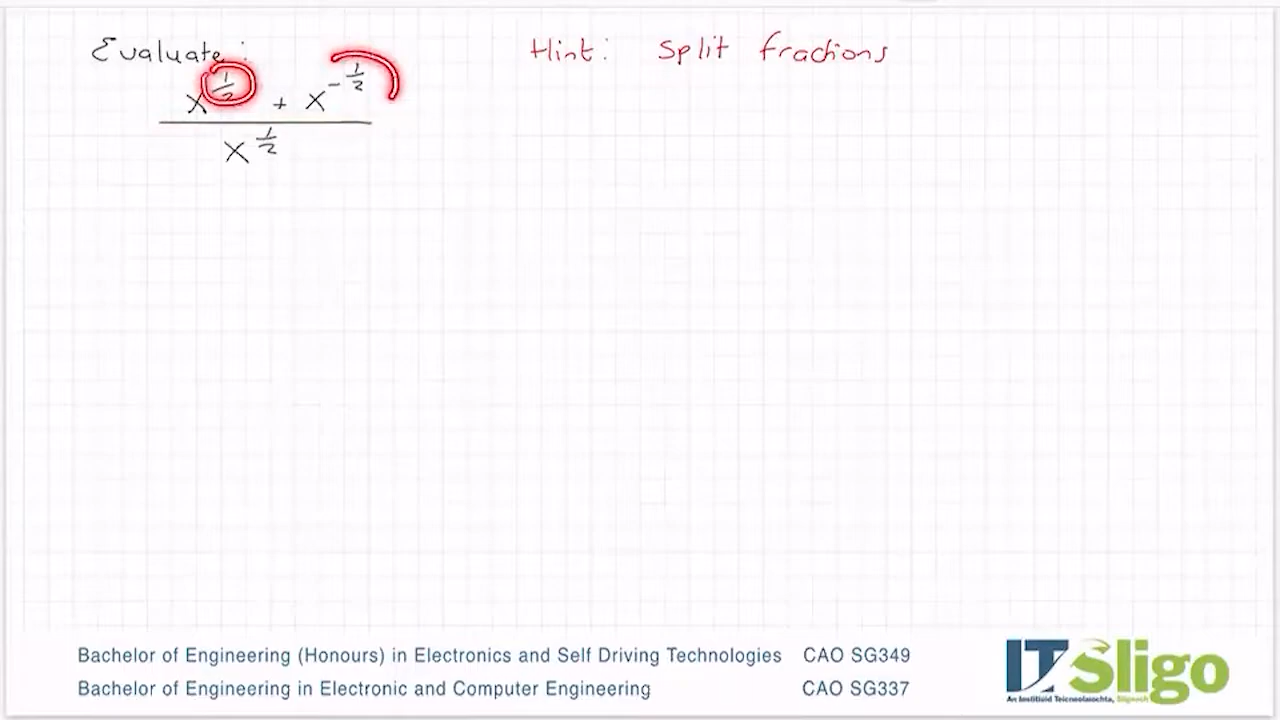 Evaluate :
Hint: Split fractions
x^{1/2} + x^{-1/2}
x^{1/2}
Bachelor of Engineering (Honours) in Electronics and Self Driving Technologies CAO SG349
Bachelor of Engineering in Electronic and Computer Engineering CAO SG337
IT Sligo
An Institiúid Teicneolaíochta, Sligeach